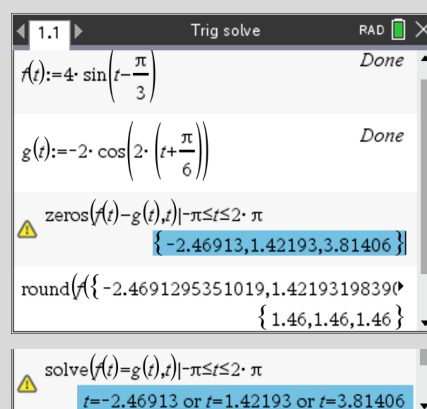 1.1 Trig solve RAD
f(t):=4· sin(t-π/3) Done
g(t):=-2· cos(2·(t+π/6)) Done
zeros(f(t)-g(t),t)|-π≤t≤2· π
{-2.46913,1.42193,3.81406}
round(f({-2.4691295351019,1.42193198390
{1.46,1.46,1.46}
solve(f(t)=g(t),t)|-π≤t≤2· π
t=-2.46913 or t=1.42193 or t=3.81406